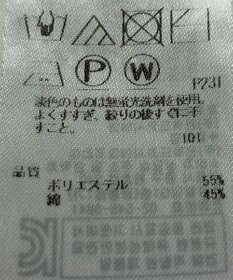 P W
P231
淡色のものは無蛍光洗剤を使用。
よくすすぎ、絞りの後すぐに干
すこと。
101
品質
ポリエステル 55%
綿 45%